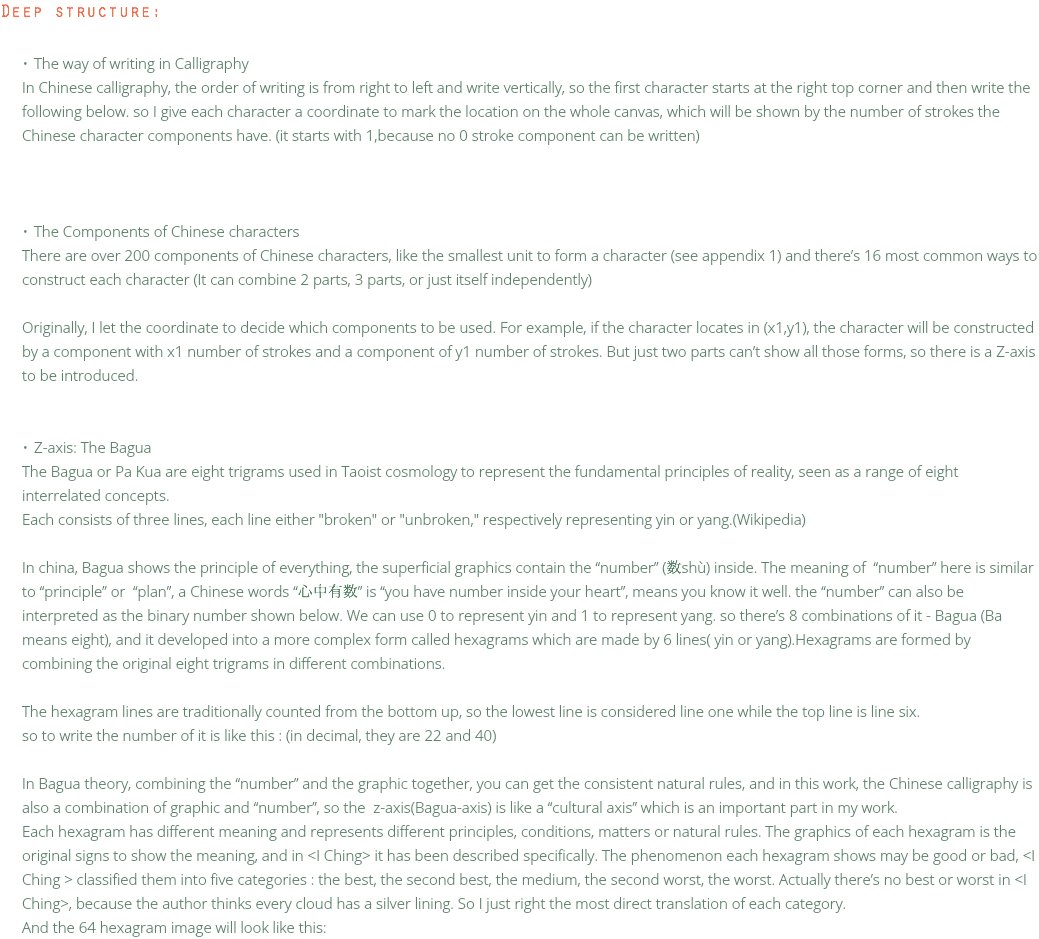 Deep structure:
• The way of writing in Calligraphy
In Chinese calligraphy, the order of writing is from right to left and write vertically, so the first character starts at the right top corner and then write the
following below. so I give each character a coordinate to mark the location on the whole canvas, which will be shown by the number of strokes the
Chinese character components have. (it starts with 1,because no 0 stroke component can be written)
• The Components of Chinese characters
There are over 200 components of Chinese characters, like the smallest unit to form a character (see appendix 1) and there’s 16 most common ways to
construct each character (It can combine 2 parts, 3 parts, or just itself independently)
Originally, I let the coordinate to decide which components to be used. For example, if the character locates in (x1,y1), the character will be constructed
by a component with x1 number of strokes and a component of y1 number of strokes. But just two parts can’t show all those forms, so there is a Z-axis
to be introduced.
• Z-axis: The Bagua
The Bagua or Pa Kua are eight trigrams used in Taoist cosmology to represent the fundamental principles of reality, seen as a range of eight
interrelated concepts.
Each consists of three lines, each line either "broken" or "unbroken," respectively representing yin or yang.(Wikipedia)
In china, Bagua shows the principle of everything, the superficial graphics contain the “number” (数shù) inside. The meaning of “number” here is similar
to “principle” or “plan”, a Chinese words “心中有数” is “you have number inside your heart”, means you know it well. the “number” can also be
interpreted as the binary number shown below. We can use 0 to represent yin and 1 to represent yang. so there’s 8 combinations of it - Bagua (Ba
means eight), and it developed into a more complex form called hexagrams which are made by 6 lines( yin or yang).Hexagrams are formed by
combining the original eight trigrams in different combinations.
The hexagram lines are traditionally counted from the bottom up, so the lowest line is considered line one while the top line is line six.
so to write the number of it is like this : (in decimal, they are 22 and 40)
In Bagua theory, combining the “number” and the graphic together, you can get the consistent natural rules, and in this work, the Chinese calligraphy is
also a combination of graphic and “number”, so the z-axis(Bagua-axis) is like a “cultural axis” which is an important part in my work.
Each hexagram has different meaning and represents different principles, conditions, matters or natural rules. The graphics of each hexagram is the
original signs to show the meaning, and in <I Ching> it has been described specifically. The phenomenon each hexagram shows may be good or bad, <I
Ching > classified them into five categories : the best, the second best, the medium, the second worst, the worst. Actually there’s no best or worst in <I
Ching>, because the author thinks every cloud has a silver lining. So I just right the most direct translation of each category.
And the 64 hexagram image will look like this: